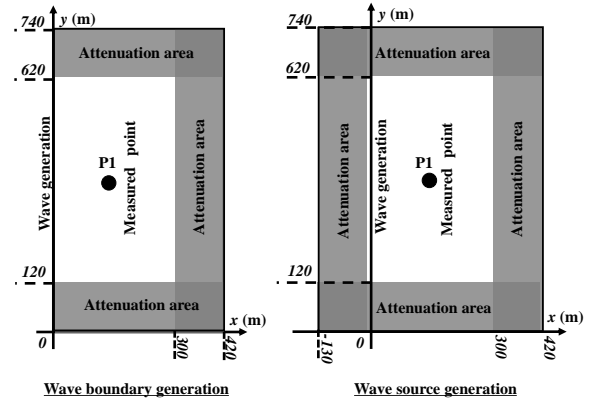 740
y (m)
Attenuation area
620
Wave generation
P1
Measured point
Attenuation area
120
Attenuation area
x (m)
0
300
420
Wave boundary generation
740
y (m)
Attenuation area
620
Attenuation area
Wave generation
P1
Measured point
Attenuation area
120
Attenuation area
x (m)
-130
0
300
420
Wave source generation